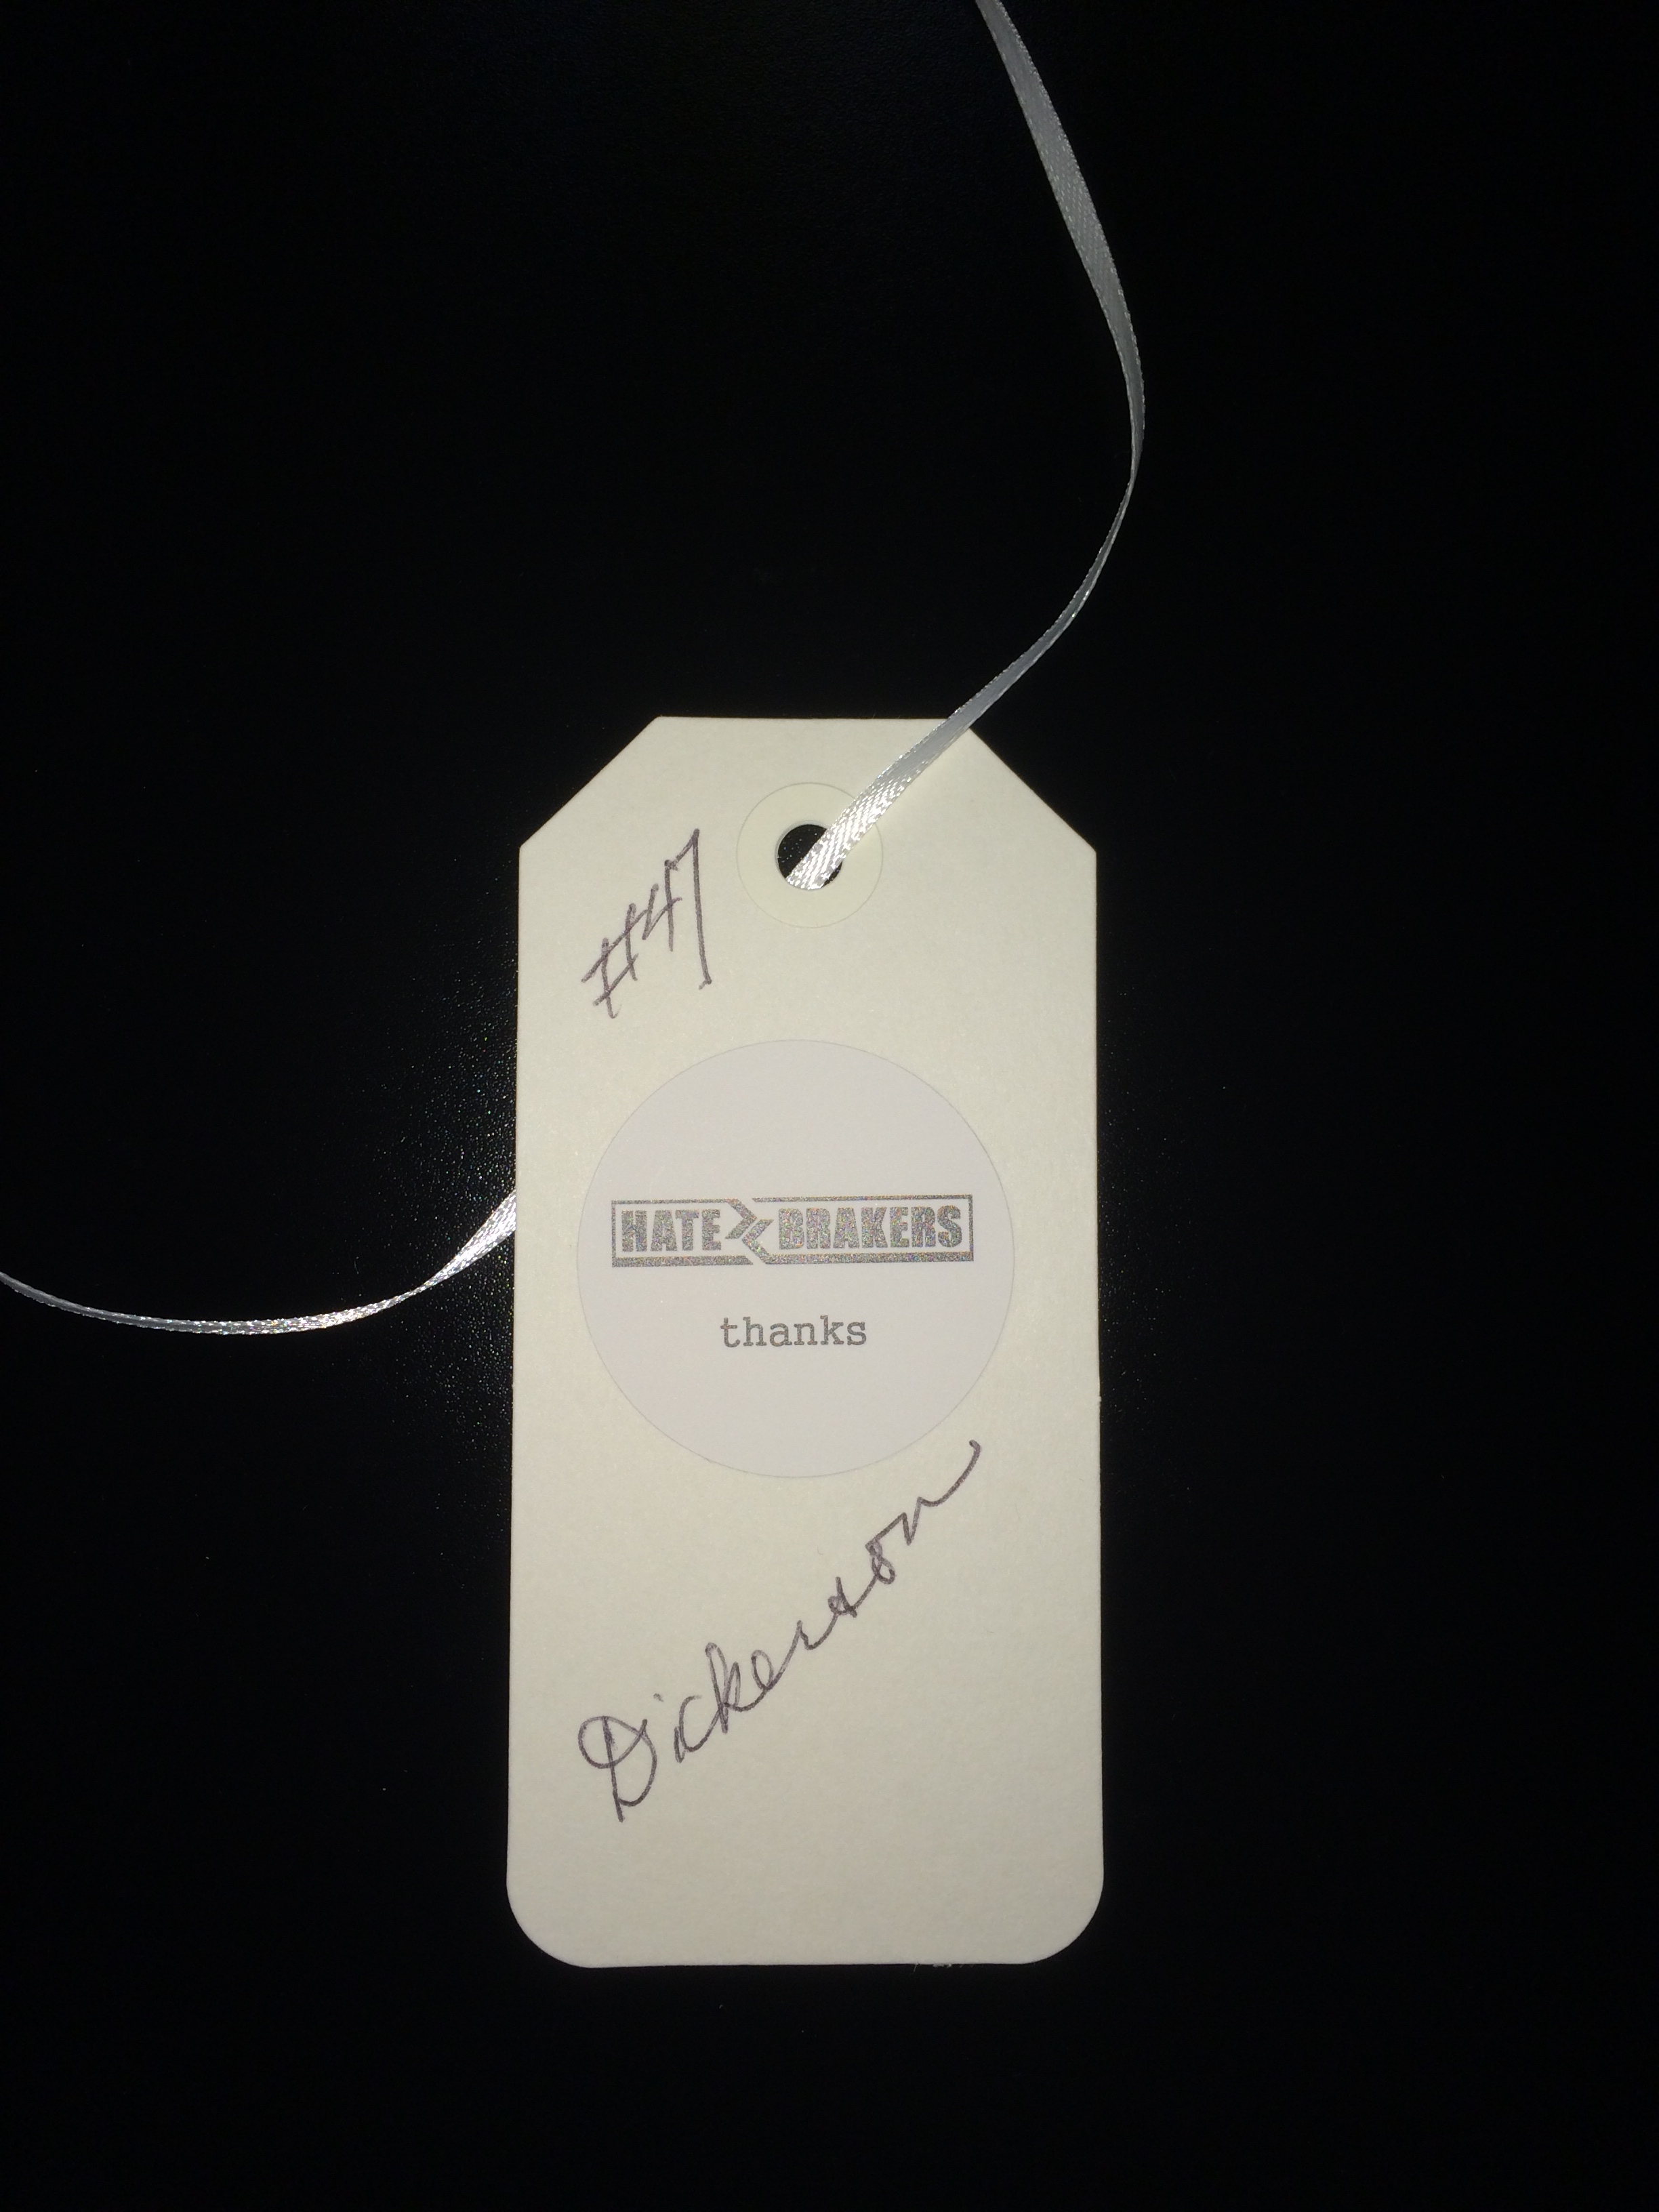 #47
HATE BRAKERS
thanks
Dickerson